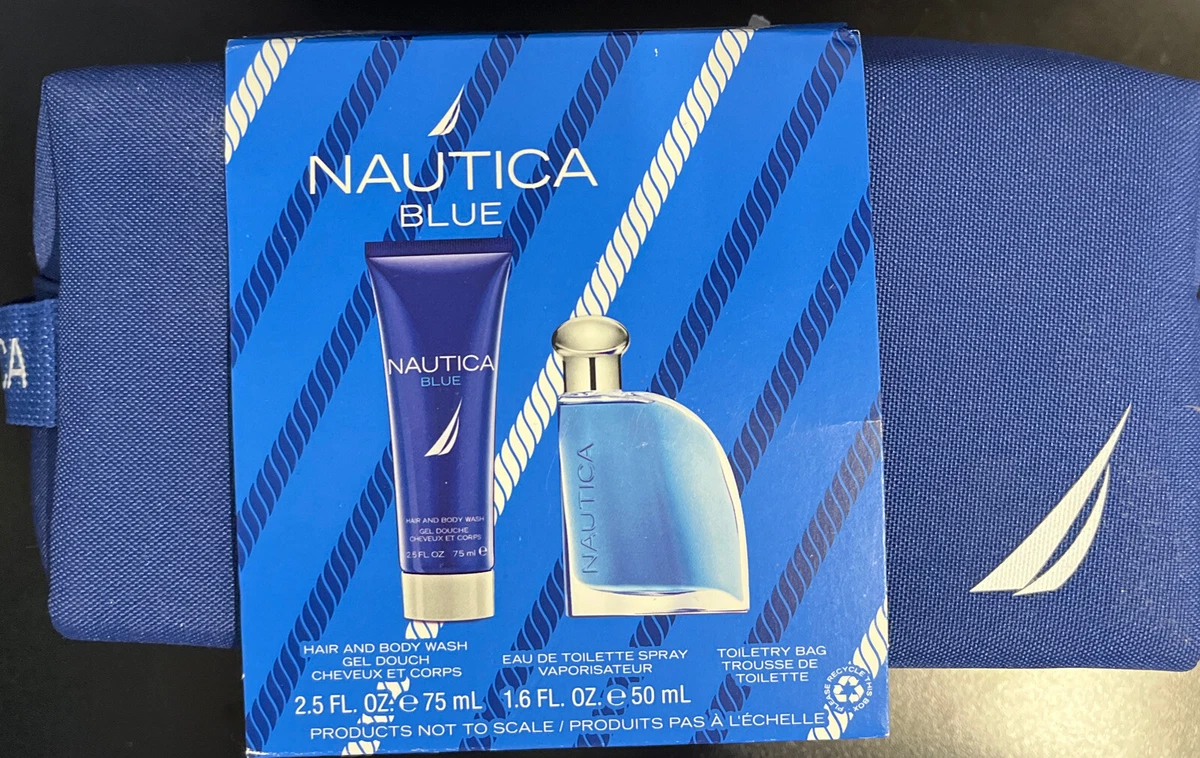 NAUTICA
BLUE
NAUTICA
BLUE
HAIR AND BODY WASH
GEL DOUCHE
CHEVEUX ET CORPS
2.5 FL. OZ 75 ml ℮
NAUTICA
HAIR AND BODY WASH
GEL DOUCH
CHEVEUX ET CORPS
2.5 FL. OZ. ℮ 75 mL
EAU DE TOILETTE SPRAY
VAPORISATEUR
1.6 FL. OZ. ℮ 50 mL
TOILETRY BAG
TROUSSE DE
TOILETTE
PLEASE RECYCLE THIS BOX
PRODUCTS NOT TO SCALE / PRODUITS PAS À L'ÉCHELLE
CA